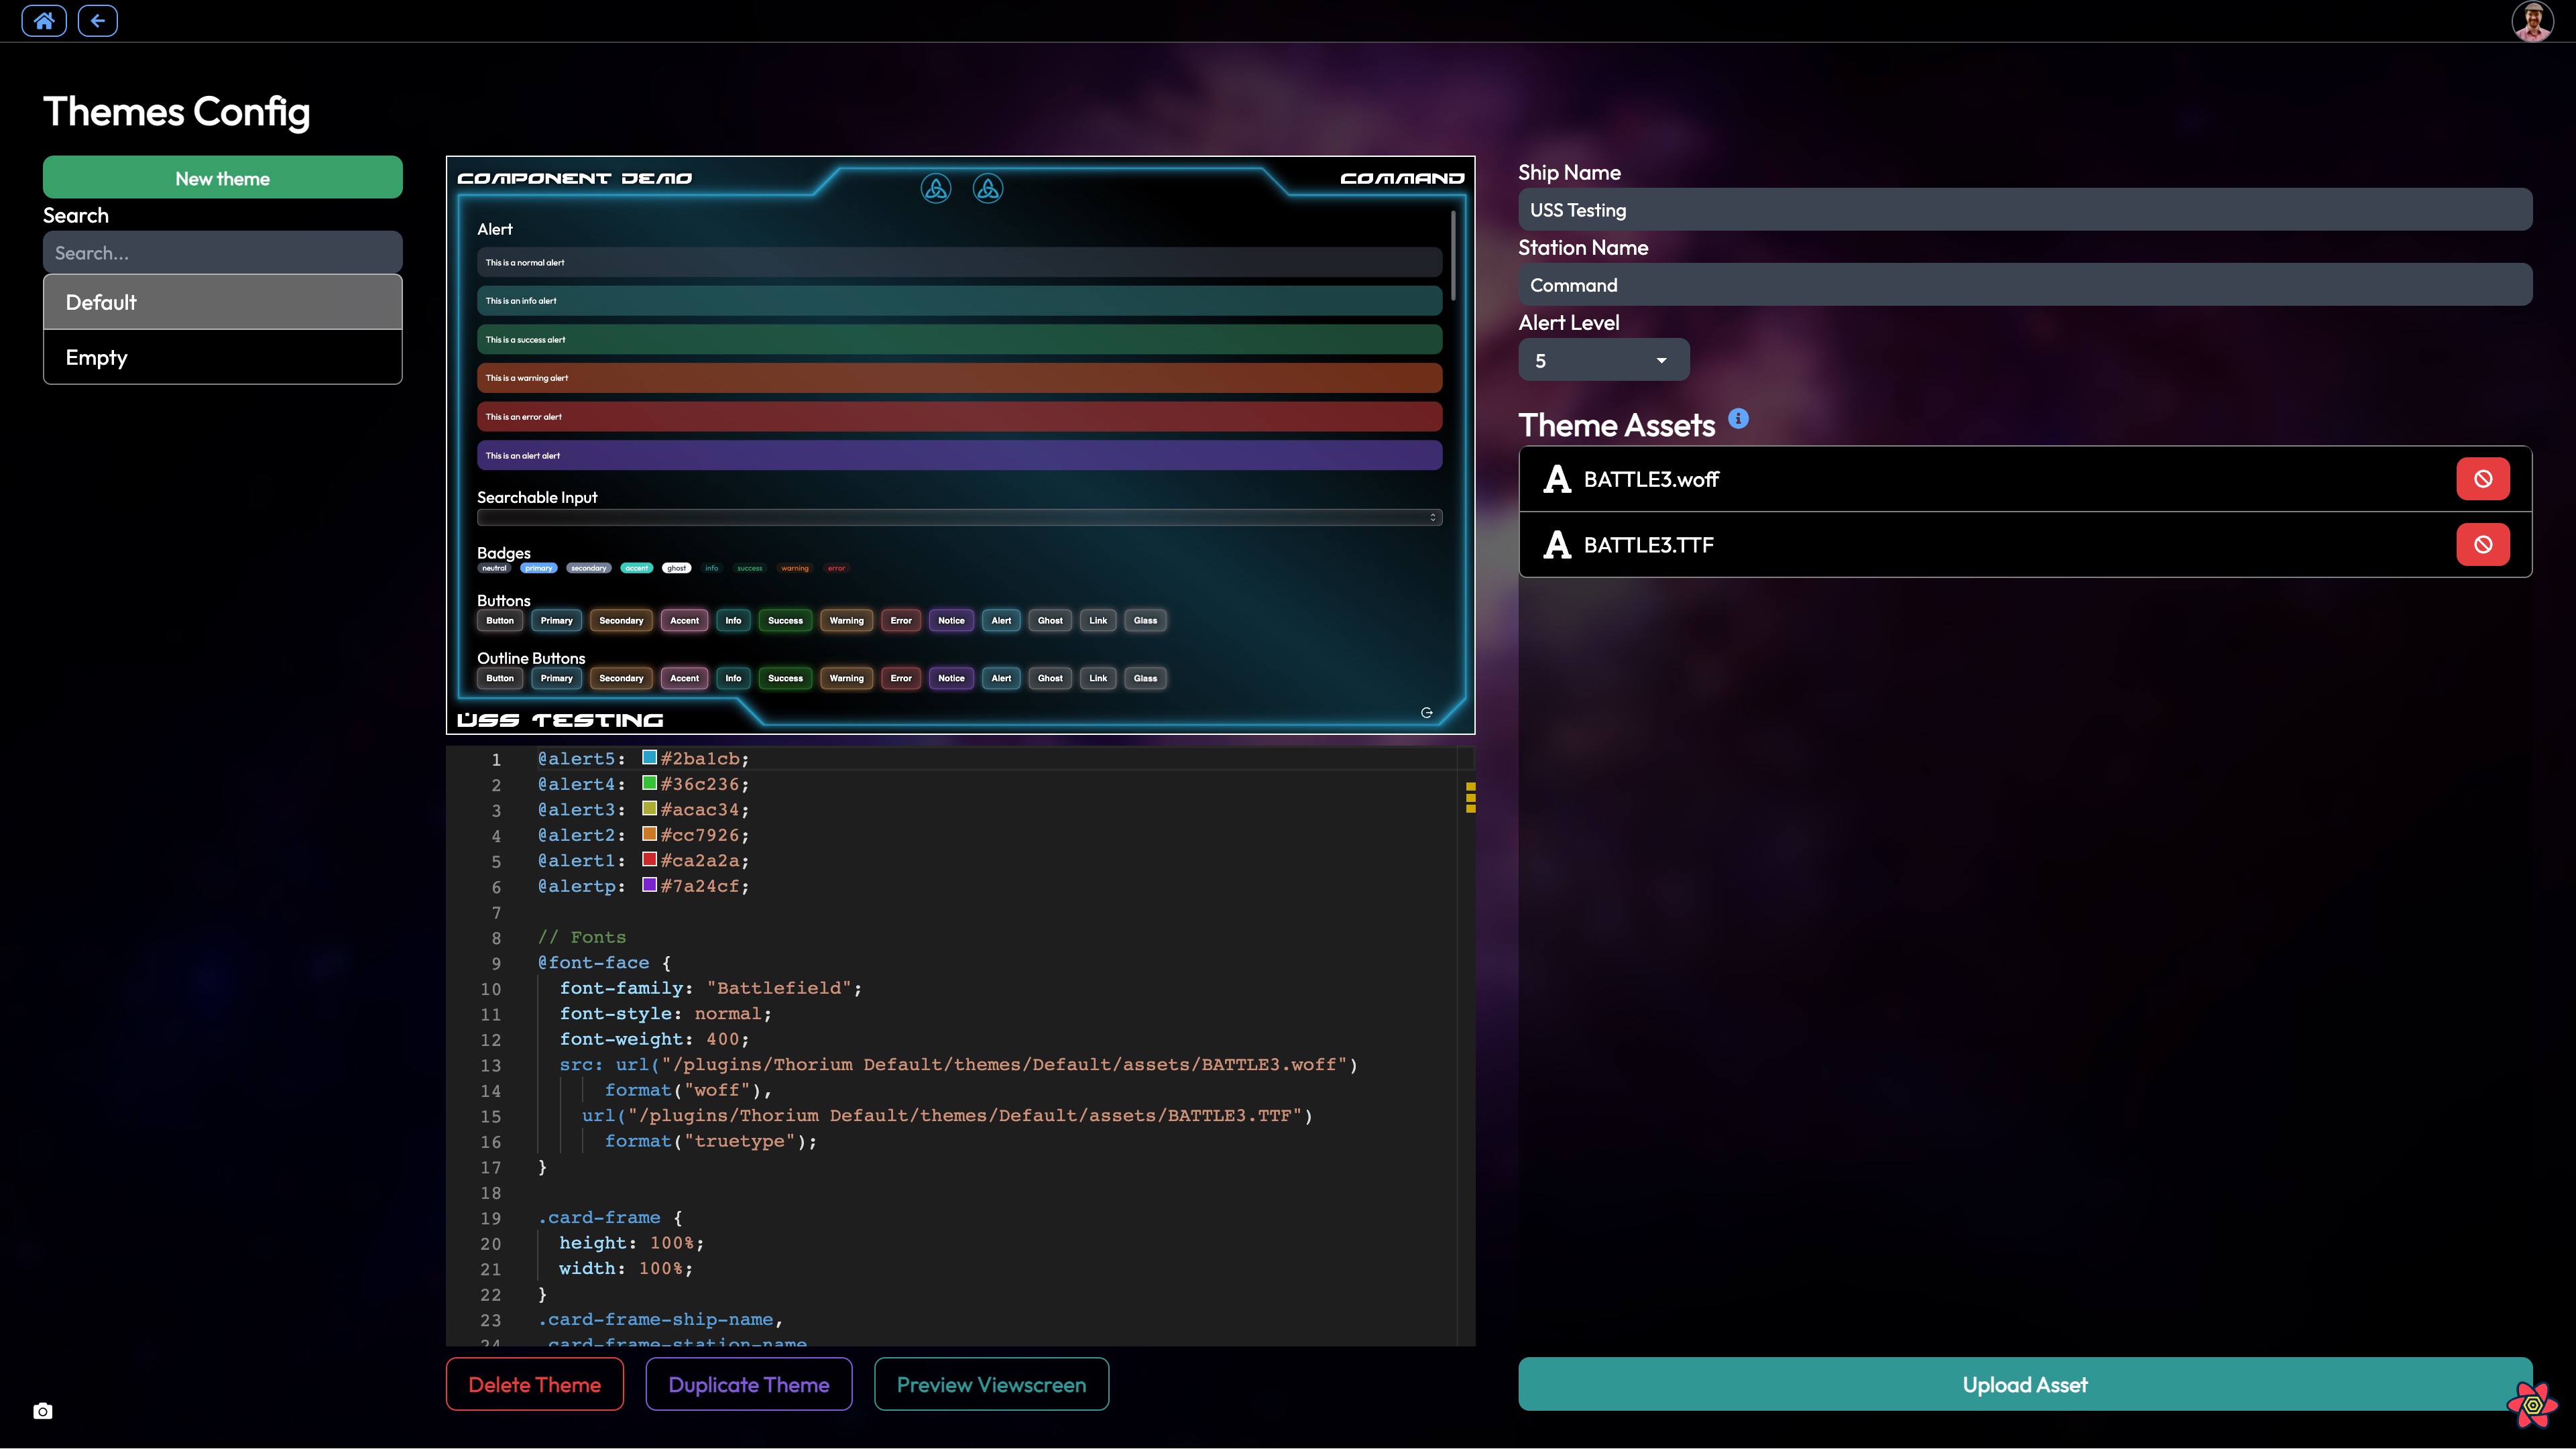 Themes Config
New theme
Search
Search...
Default
Empty
COMPONENT DEMO
COMMAND
Alert
This is a normal alert
This is an info alert
This is a success alert
This is a warning alert
This is an error alert
This is an alert alert
Searchable Input
Badges
neutral primary secondary accent ghost info success warning error
Buttons
Button Primary Secondary Accent Info Success Warning Error Notice Alert Ghost Link Glass
Outline Buttons
Button Primary Secondary Accent Info Success Warning Error Notice Alert Ghost Link Glass
USS TESTING
1 @alert5: #2ba1cb;
2 @alert4: #36c236;
3 @alert3: #acac34;
4 @alert2: #cc7926;
5 @alert1: #ca2a2a;
6 @alertp: #7a24cf;
7
8 // Fonts
9 @font-face {
10 font-family: "Battlefield";
11 font-style: normal;
12 font-weight: 400;
13 src: url("/plugins/Thorium Default/themes/Default/assets/BATTLE3.woff")
14 format("woff"),
15 url("/plugins/Thorium Default/themes/Default/assets/BATTLE3.TTF")
16 format("truetype");
17 }
18
19 .card-frame {
20 height: 100%;
21 width: 100%;
22 }
23 .card-frame-ship-name,
24 .card-frame-station-name
Delete Theme
Duplicate Theme
Preview Viewscreen
Ship Name
USS Testing
Station Name
Command
Alert Level
5
Theme Assets
BATTLE3.woff
BATTLE3.TTF
Upload Asset